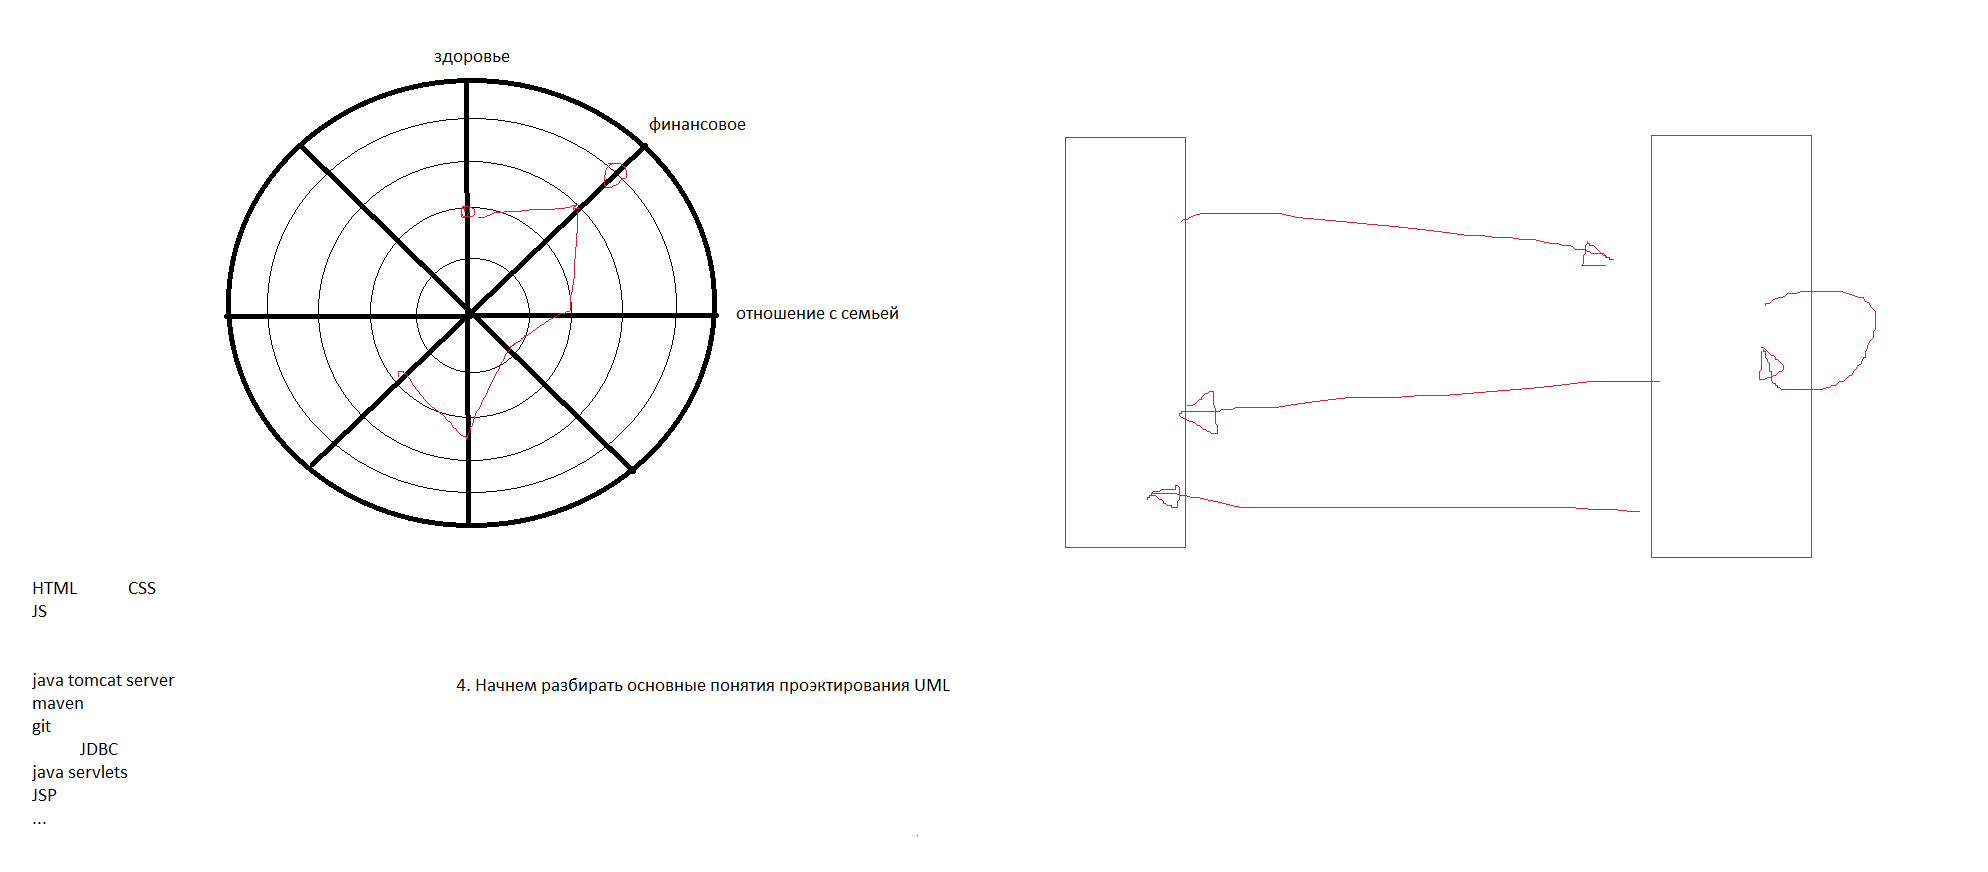 здоровье
финансовое
отношение с семьей
HTML CSS
JS
java tomcat server
maven
git
JDBC
java servlets
JSP
...
4. Начнем разбирать основные понятия проэктирования UML